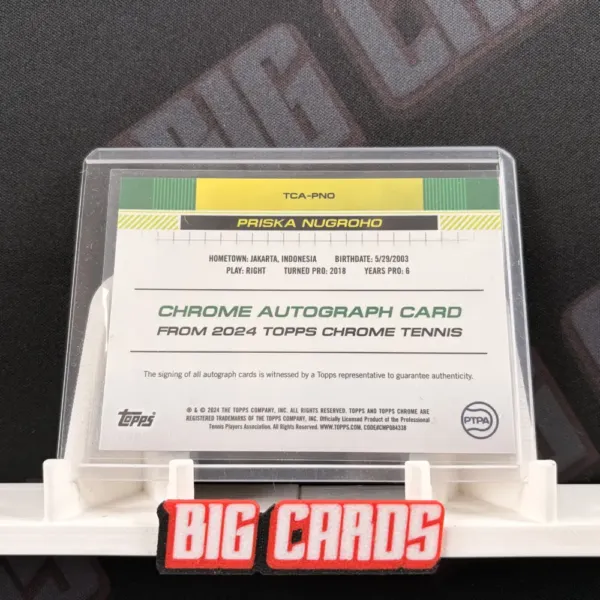 BIG CARDS
TCA-PNO
PRISKA NUGROHO
HOMETOWN: JAKARTA, INDONESIA BIRTHDATE: 5/29/2003
PLAY: RIGHT TURNED PRO: 2018 YEARS PRO: 6
CHROME AUTOGRAPH CARD
FROM 2024 TOPPS CHROME TENNIS
The signing of all autograph cards is witnessed by a Topps representative to guarantee authenticity.
topps
® & © 2024 THE TOPPS COMPANY, INC. ALL RIGHTS RESERVED. TOPPS AND TOPPS CHROME ARE
REGISTERED TRADEMARKS OF THE TOPPS COMPANY, INC. Officially Licensed Product of the Professional
Tennis Players Association. All Rights Reserved. WWW.TOPPS.COM.
PTPA
BIG CARDS